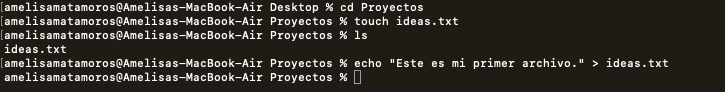 [amelisamatamoros@Amelisas-MacBook-Air Desktop % cd Proyectos
[amelisamatamoros@Amelisas-MacBook-Air Proyectos % touch ideas.txt
[amelisamatamoros@Amelisas-MacBook-Air Proyectos % ls
ideas.txt
[amelisamatamoros@Amelisas-MacBook-Air Proyectos % echo "Este es mi primer archivo." > ideas.txt
amelisamatamoros@Amelisas-MacBook-Air Proyectos %